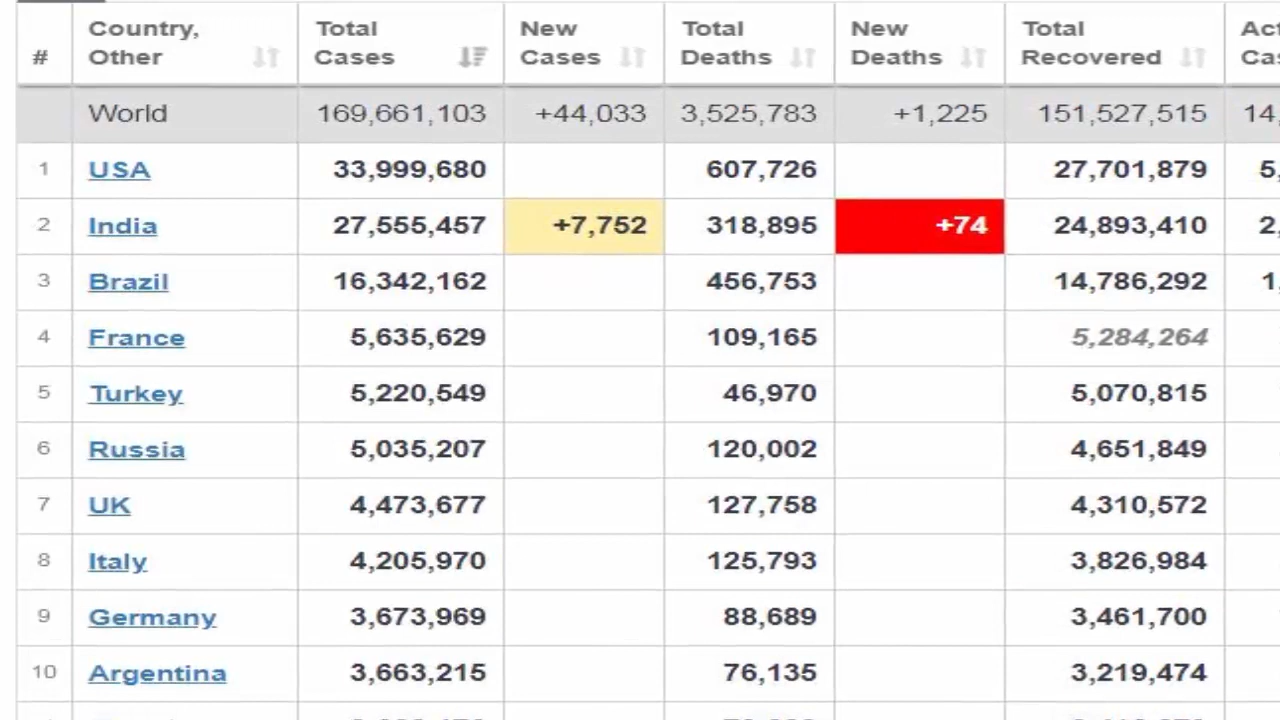 # Country, Other Total Cases New Cases Total Deaths New Deaths Total Recovered
World 169,661,103 +44,033 3,525,783 +1,225 151,527,515 14,
1 USA 33,999,680 607,726 27,701,879 5,
2 India 27,555,457 +7,752 318,895 +74 24,893,410 2,
3 Brazil 16,342,162 456,753 14,786,292 1,
4 France 5,635,629 109,165 5,284,264
5 Turkey 5,220,549 46,970 5,070,815
6 Russia 5,035,207 120,002 4,651,849
7 UK 4,473,677 127,758 4,310,572
8 Italy 4,205,970 125,793 3,826,984
9 Germany 3,673,969 88,689 3,461,700
10 Argentina 3,663,215 76,135 3,219,474